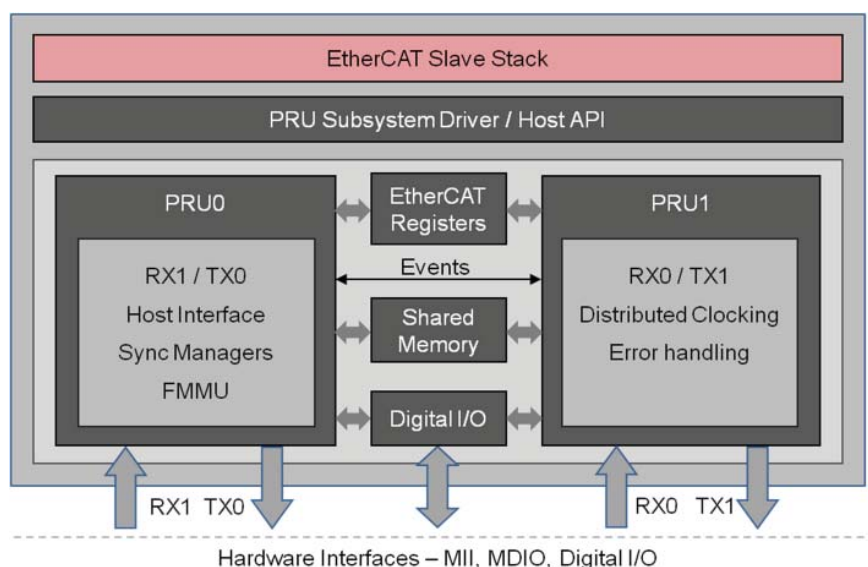 EtherCAT Slave Stack
PRU Subsystem Driver / Host API
PRU0
RX1 / TX0
Host Interface
Sync Managers
FMMU
EtherCAT
Registers
Events
Shared
Memory
Digital I/O
PRU1
RX0 / TX1
Distributed Clocking
Error handling
RX1 TX0
RX0 TX1
Hardware Interfaces – MII, MDIO, Digital I/O